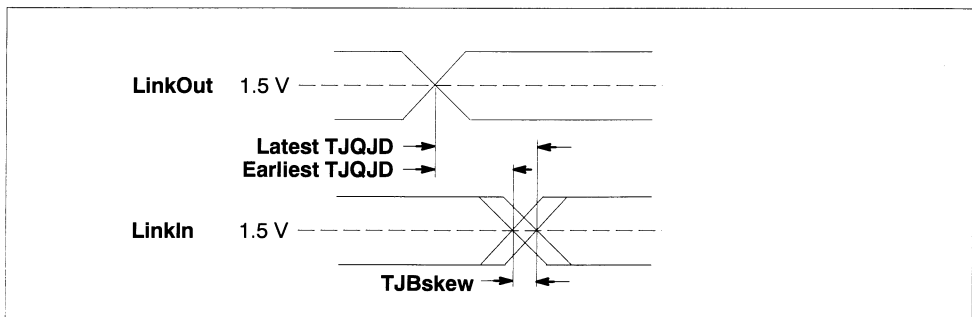 LinkOut 1.5 V
Latest TJQJD
Earliest TJQJD
LinkIn 1.5 V
TJBskew